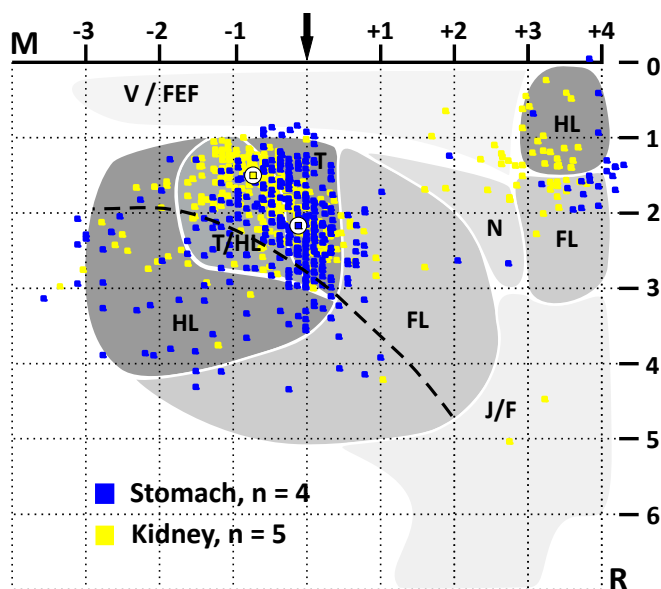 M -3 -2 -1 +1 +2 +3 +4
0
V / FEF
HL
1
T
2
T/HL N FL
3
HL FL
4
J/F
5
Stomach, n = 4
Kidney, n = 5
6
R